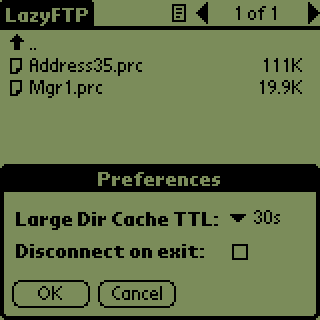 LazyFTP 1 of 1
..
Address35.prc 111K
Mgr1.prc 19.9K
Preferences
Large Dir Cache TTL: 30s
Disconnect on exit:
OK Cancel